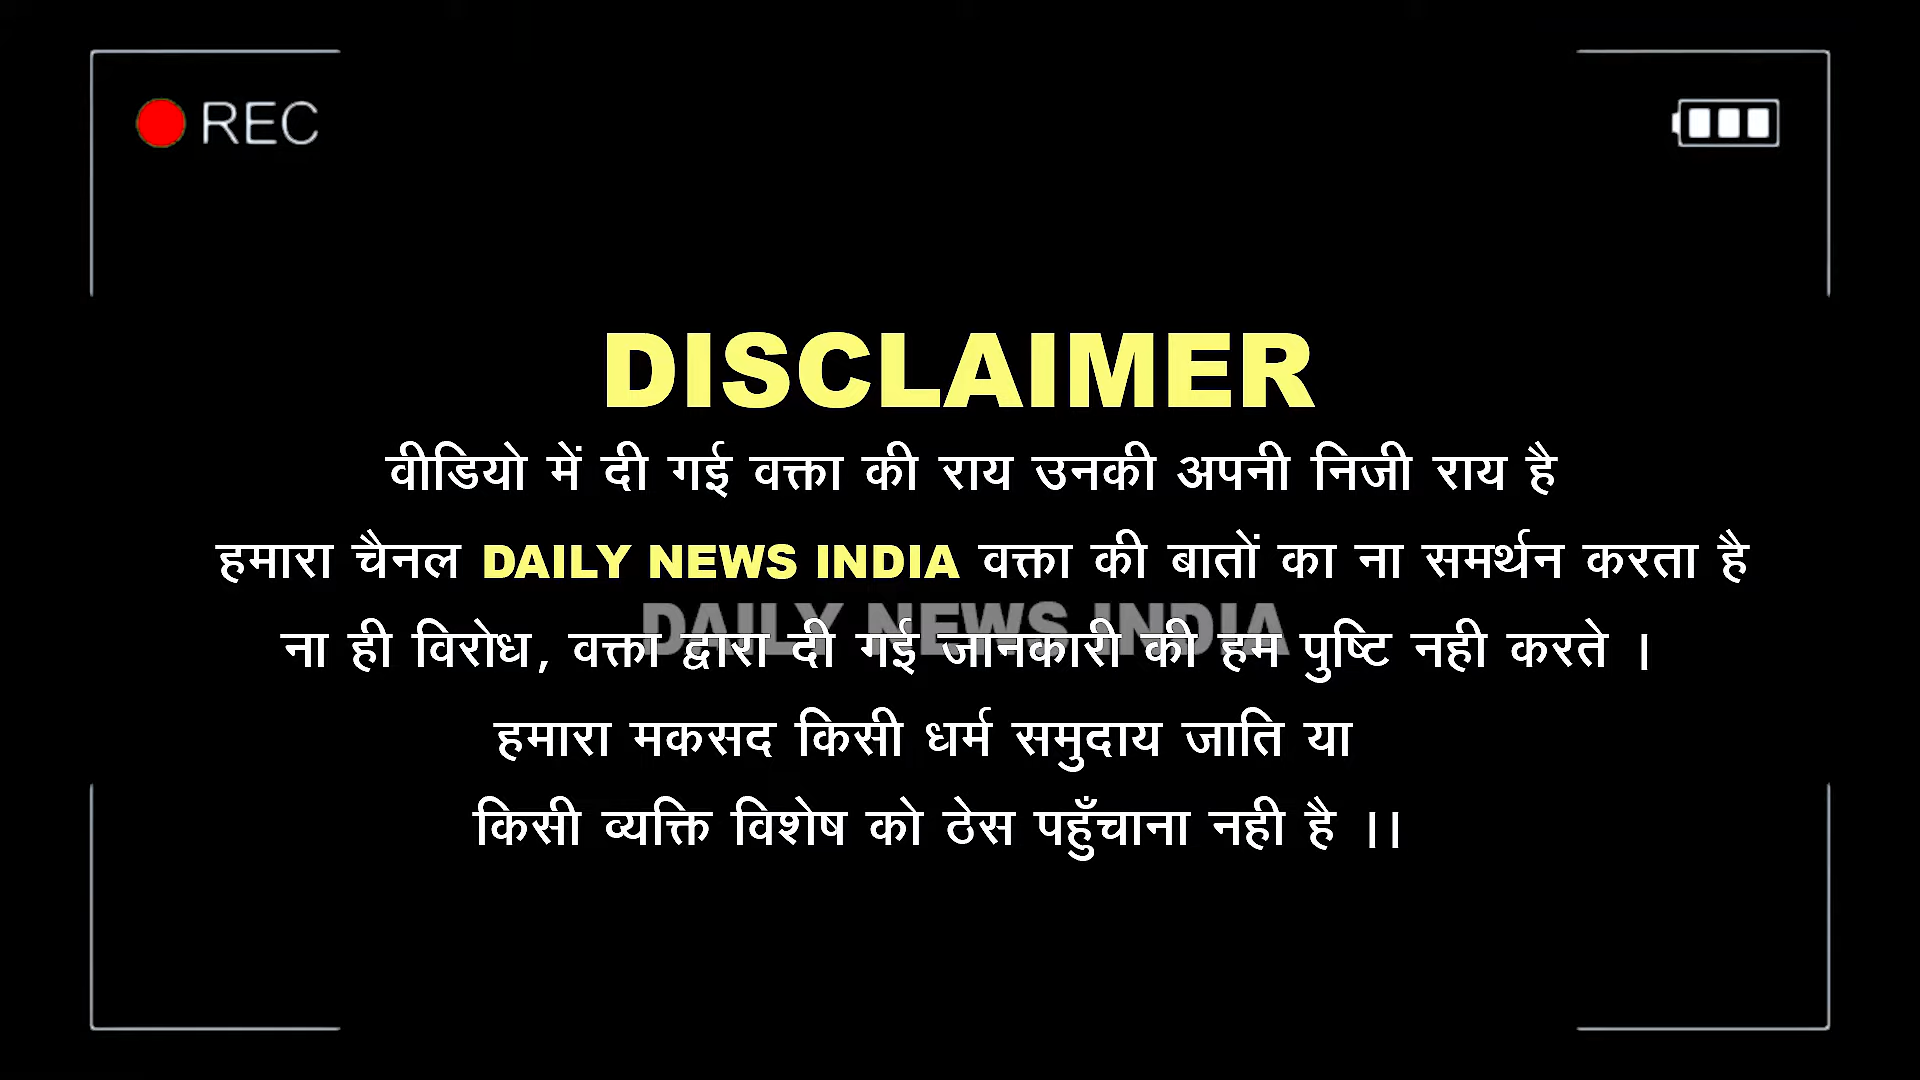 REC
DISCLAIMER
वीडियो में दी गई वक्ता की राय उनकी अपनी निजी राय है
हमारा चैनल DAILY NEWS INDIA वक्ता की बातों का ना समर्थन करता है
DAILY NEWS INDIA
ना ही विरोध, वक्ता द्वारा दी गई जानकारी की हम पुष्टि नही करते ।
हमारा मकसद किसी धर्म समुदाय जाति या
किसी व्यक्ति विशेष को ठेस पहुँचाना नही है ।।